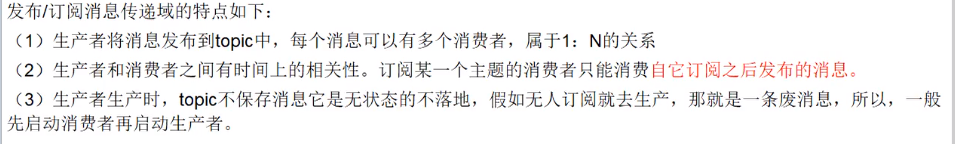 发布/订阅消息传递域的特点如下：
（1）生产者将消息发布到topic中，每个消息可以有多个消费者，属于1：N的关系
（2）生产者和消费者之间有时间上的相关性。订阅某一个主题的消费者只能消费自它订阅之后发布的消息。
（3）生产者生产时，topic不保存消息它是无状态的不落地，假如无人订阅就去生产，那就是一条废消息，所以，一般
先启动消费者再启动生产者。